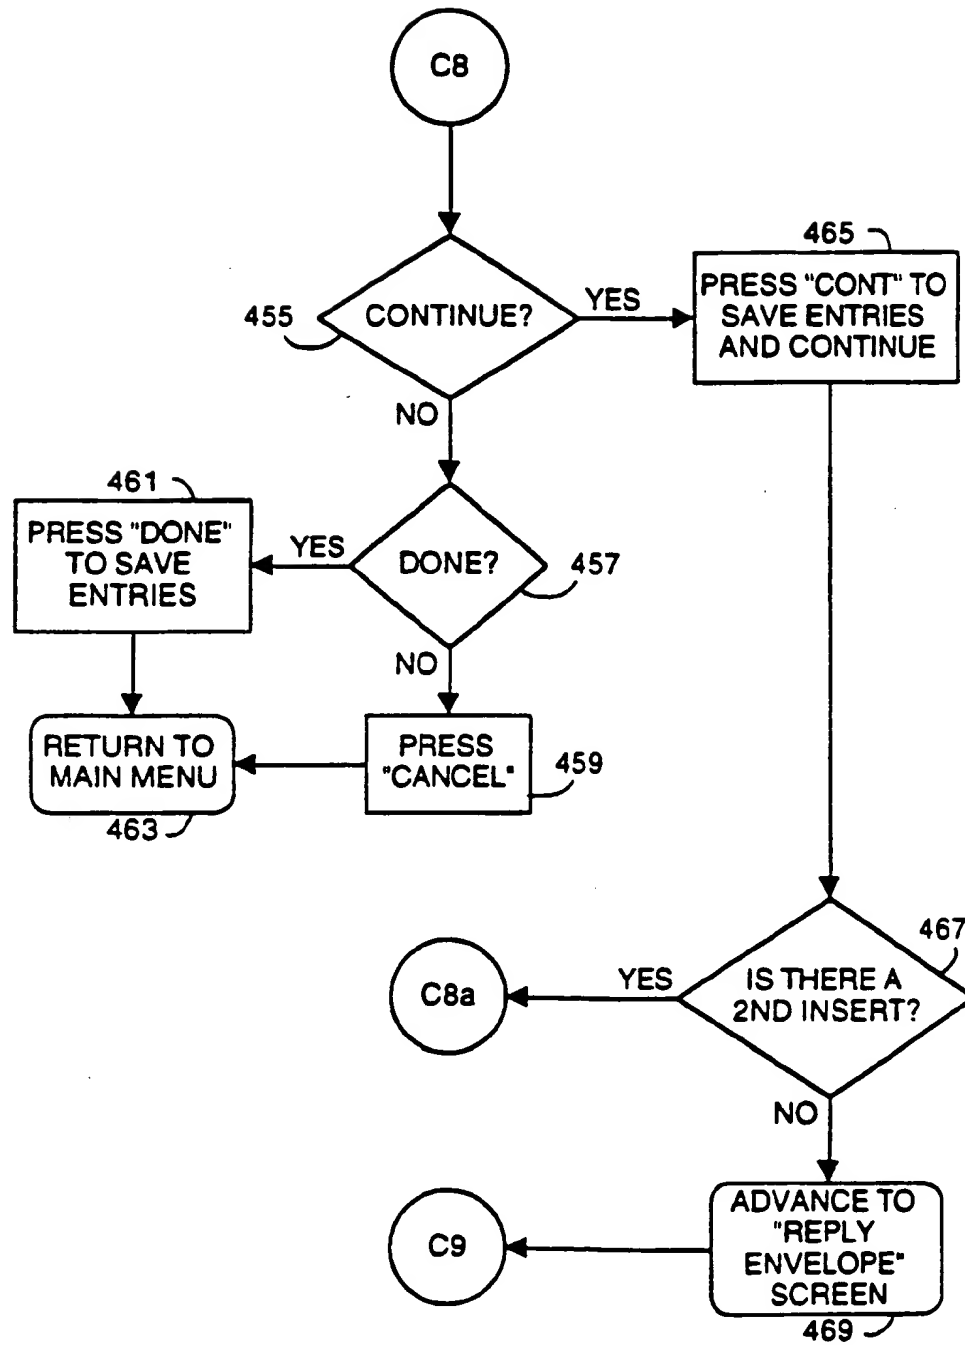 C8
465
455
CONTINUE?
YES
PRESS "CONT" TO
SAVE ENTRIES
AND CONTINUE
NO
461
PRESS "DONE"
TO SAVE
ENTRIES
YES
DONE?
457
NO
RETURN TO
MAIN MENU
463
PRESS
"CANCEL"
459
467
C8a
YES
IS THERE A
2ND INSERT?
NO
C9
ADVANCE TO
"REPLY
ENVELOPE"
SCREEN
469